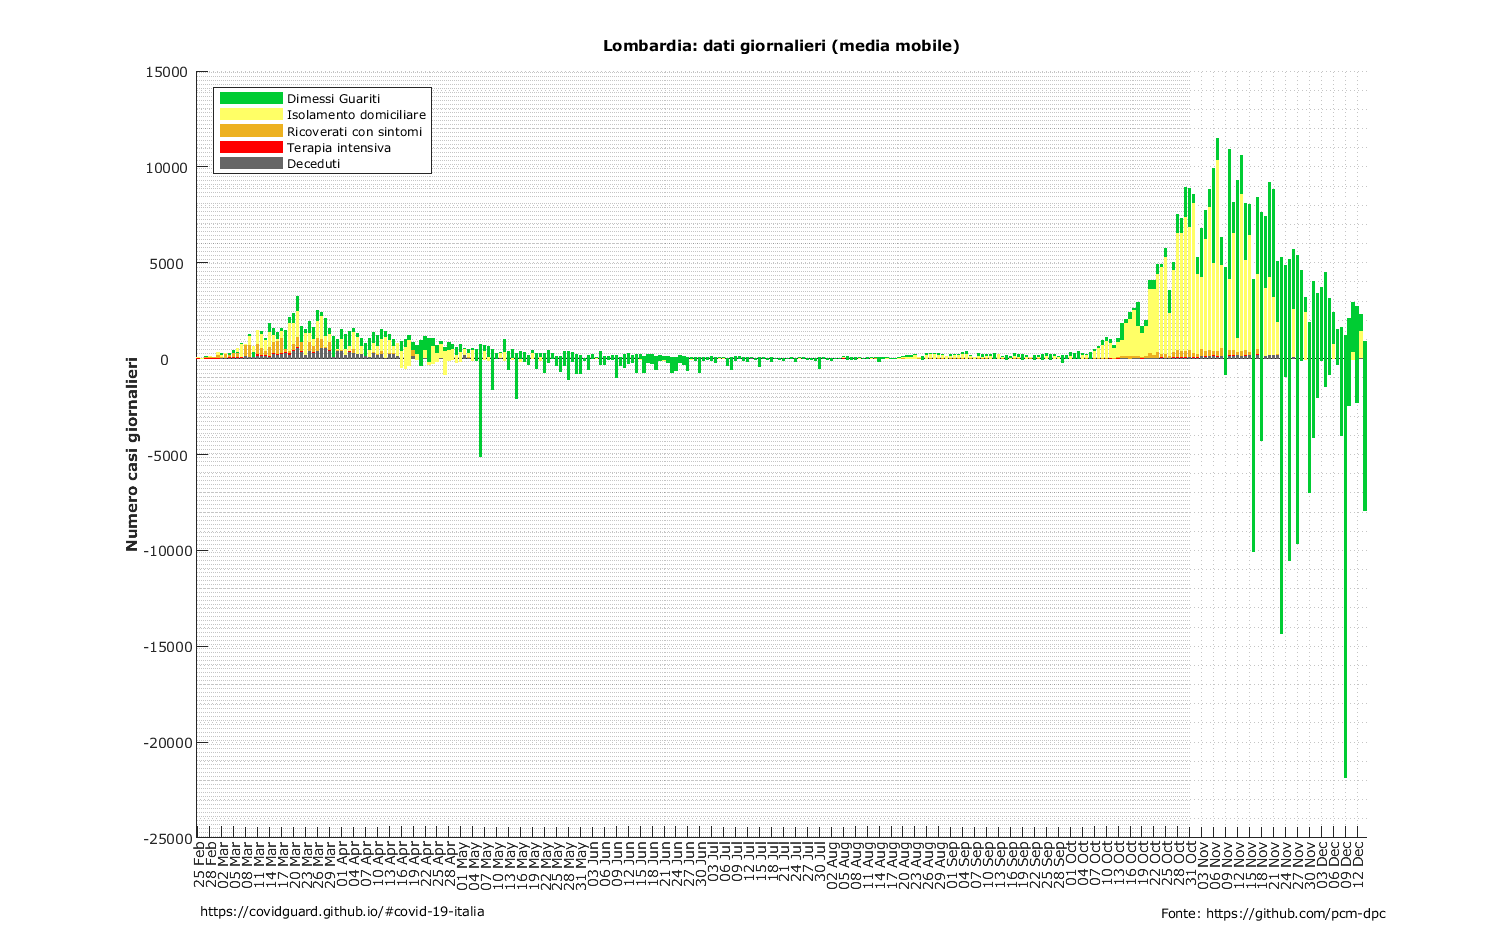 Lombardia: dati giornalieri (media mobile)
15000
10000
5000
0
-5000
-10000
-15000
-20000
-25000
Numero casi giornalieri
Dimessi Guariti
Isolamento domiciliare
Ricoverati con sintomi
Terapia intensiva
Deceduti
25 Feb
28 Feb
02 Mar
05 Mar
08 Mar
11 Mar
14 Mar
17 Mar
20 Mar
23 Mar
26 Mar
29 Mar
01 Apr
04 Apr
07 Apr
10 Apr
13 Apr
16 Apr
19 Apr
22 Apr
25 Apr
28 Apr
01 May
04 May
07 May
10 May
13 May
16 May
19 May
22 May
25 May
28 May
31 May
03 Jun
06 Jun
09 Jun
12 Jun
15 Jun
18 Jun
21 Jun
24 Jun
27 Jun
30 Jun
03 Jul
06 Jul
09 Jul
12 Jul
15 Jul
18 Jul
21 Jul
24 Jul
27 Jul
30 Jul
02 Aug
05 Aug
08 Aug
11 Aug
14 Aug
17 Aug
20 Aug
23 Aug
26 Aug
29 Aug
01 Sep
04 Sep
07 Sep
10 Sep
13 Sep
16 Sep
19 Sep
22 Sep
25 Sep
28 Sep
01 Oct
04 Oct
07 Oct
10 Oct
13 Oct
16 Oct
19 Oct
22 Oct
25 Oct
28 Oct
31 Oct
03 Nov
06 Nov
09 Nov
12 Nov
15 Nov
18 Nov
21 Nov
24 Nov
27 Nov
30 Nov
03 Dec
06 Dec
09 Dec
12 Dec
https://covidguard.github.io/#covid-19-italia
Fonte: https://github.com/pcm-dpc